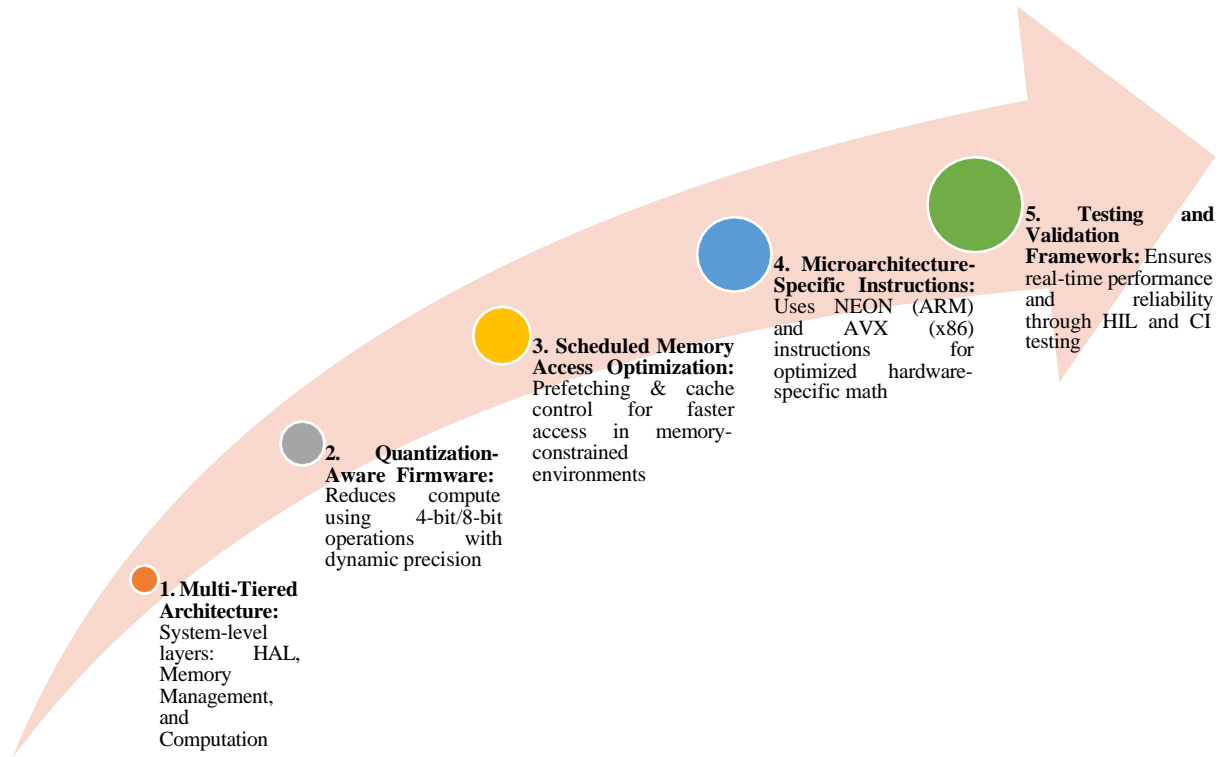 1. Multi-Tiered
Architecture:
System-level
layers: HAL,
Memory
Management,
and
Computation
2. Quantization-
Aware Firmware:
Reduces compute
using 4-bit/8-bit
operations with
dynamic precision
3. Scheduled Memory
Access Optimization:
Prefetching & cache
control for faster
access in memory-
constrained
environments
4. Microarchitecture-
Specific Instructions:
Uses NEON (ARM)
and AVX (x86)
instructions for
optimized hardware-
specific math
5. Testing and
Validation
Framework: Ensures
real-time performance
and reliability
through HIL and CI
testing